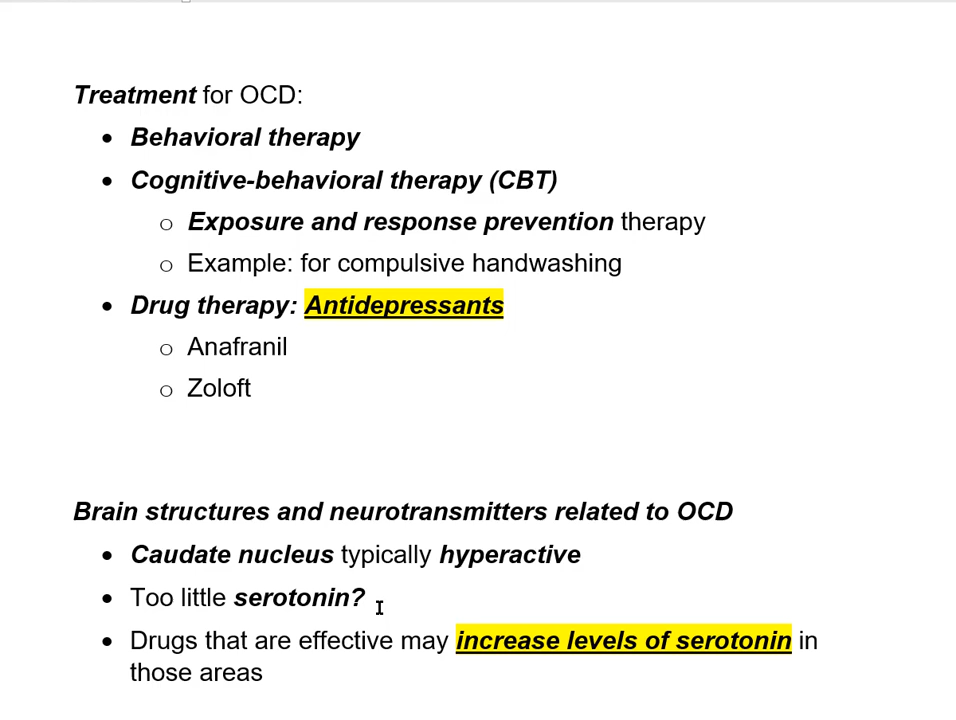 Treatment for OCD:
• Behavioral therapy
• Cognitive-behavioral therapy (CBT)
o Exposure and response prevention therapy
o Example: for compulsive handwashing
• Drug therapy: Antidepressants
o Anafranil
o Zoloft
Brain structures and neurotransmitters related to OCD
• Caudate nucleus typically hyperactive
• Too little serotonin?
• Drugs that are effective may increase levels of serotonin in
those areas